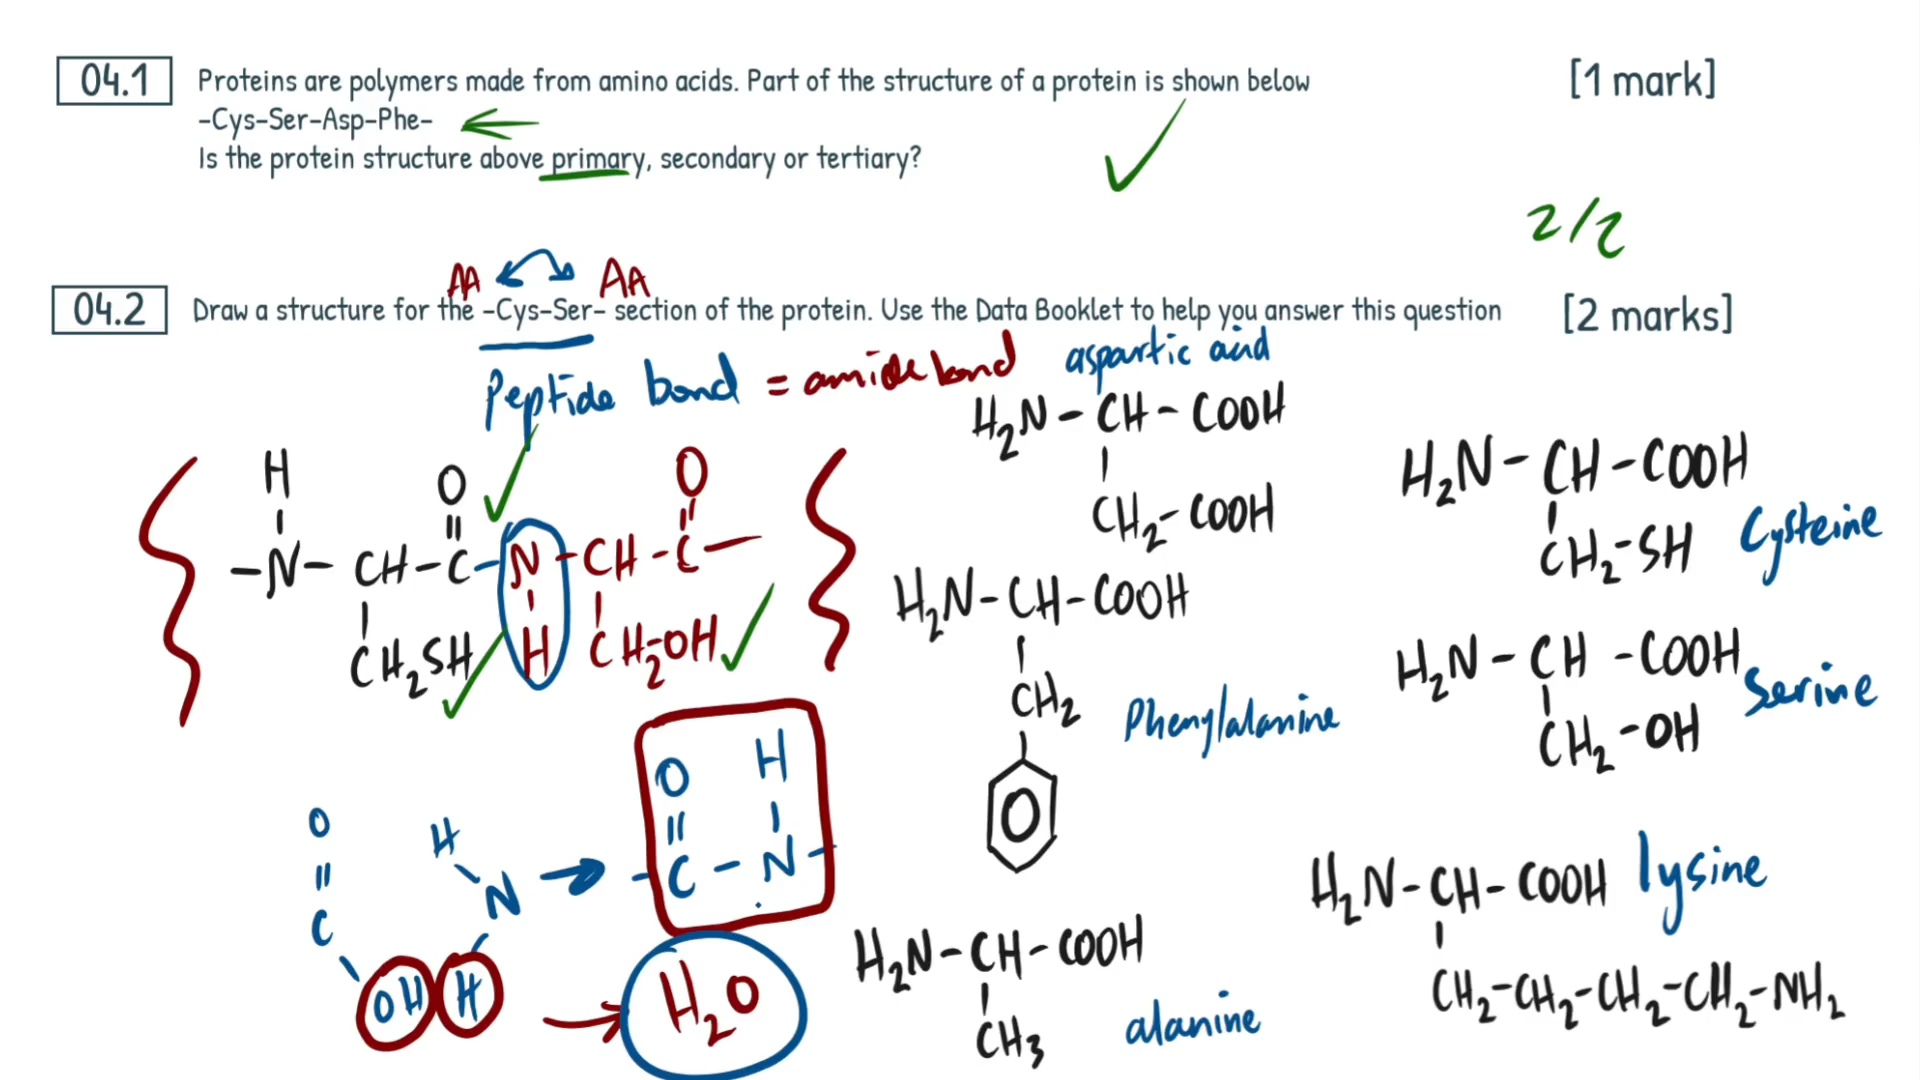 04.1 Proteins are polymers made from amino acids. Part of the structure of a protein is shown below [1 mark]
-Cys-Ser-Asp-Phe-
Is the protein structure above primary, secondary or tertiary?
2/2
AA AA
04.2 Draw a structure for the -Cys-Ser- section of the protein. Use the Data Booklet to help you answer this question [2 marks]
Peptide bond = amide bond
aspartic acid
H2N - CH - COOH
CH2 - COOH
H2N - CH - COOH
CH2 - SH Cysteine
H O O
- N - CH - C - N - CH - C -
CH2SH H CH2-OH
H2N - CH - COOH
CH2
Phenylalanine
H2N - CH - COOH
CH2 - OH Serine
O H O H
C N C - N -
OH H H2O
H2N - CH - COOH
CH3 alanine
H2N - CH - COOH lysine
CH2 - CH2 - CH2 - CH2 - NH2